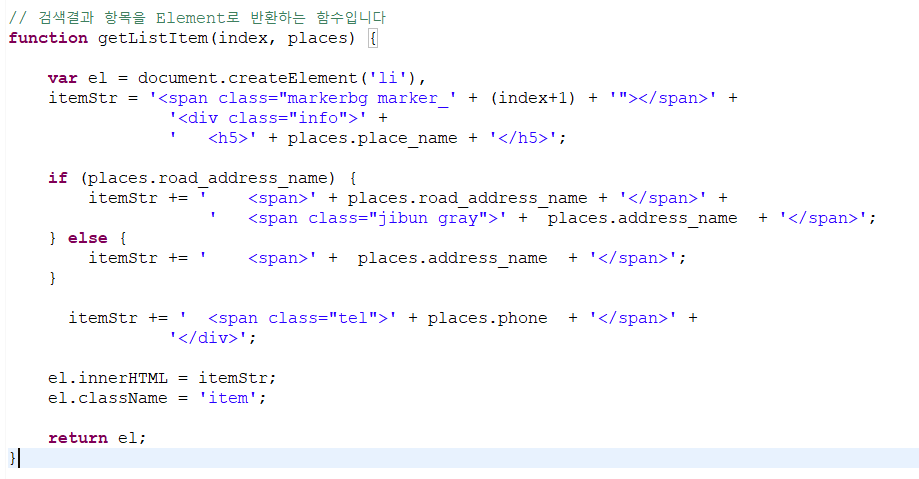 // 검색결과 항목을 Element로 반환하는 함수입니다
function getListItem(index, places) {
    var el = document.createElement('li'),
    itemStr = '<span class="markerbg marker_' + (index+1) + '"></span>' +
                '<div class="info">' +
                '   <h5>' + places.place_name + '</h5>';
    if (places.road_address_name) {
        itemStr += '    <span>' + places.road_address_name + '</span>' +
                    '   <span class="jibun gray">' +  places.address_name  + '</span>';
    } else {
        itemStr += '    <span>' +  places.address_name  + '</span>';
    }
      itemStr += '  <span class="tel">' + places.phone  + '</span>' +
                '</div>';
    el.innerHTML = itemStr;
    el.className = 'item';
    return el;
}